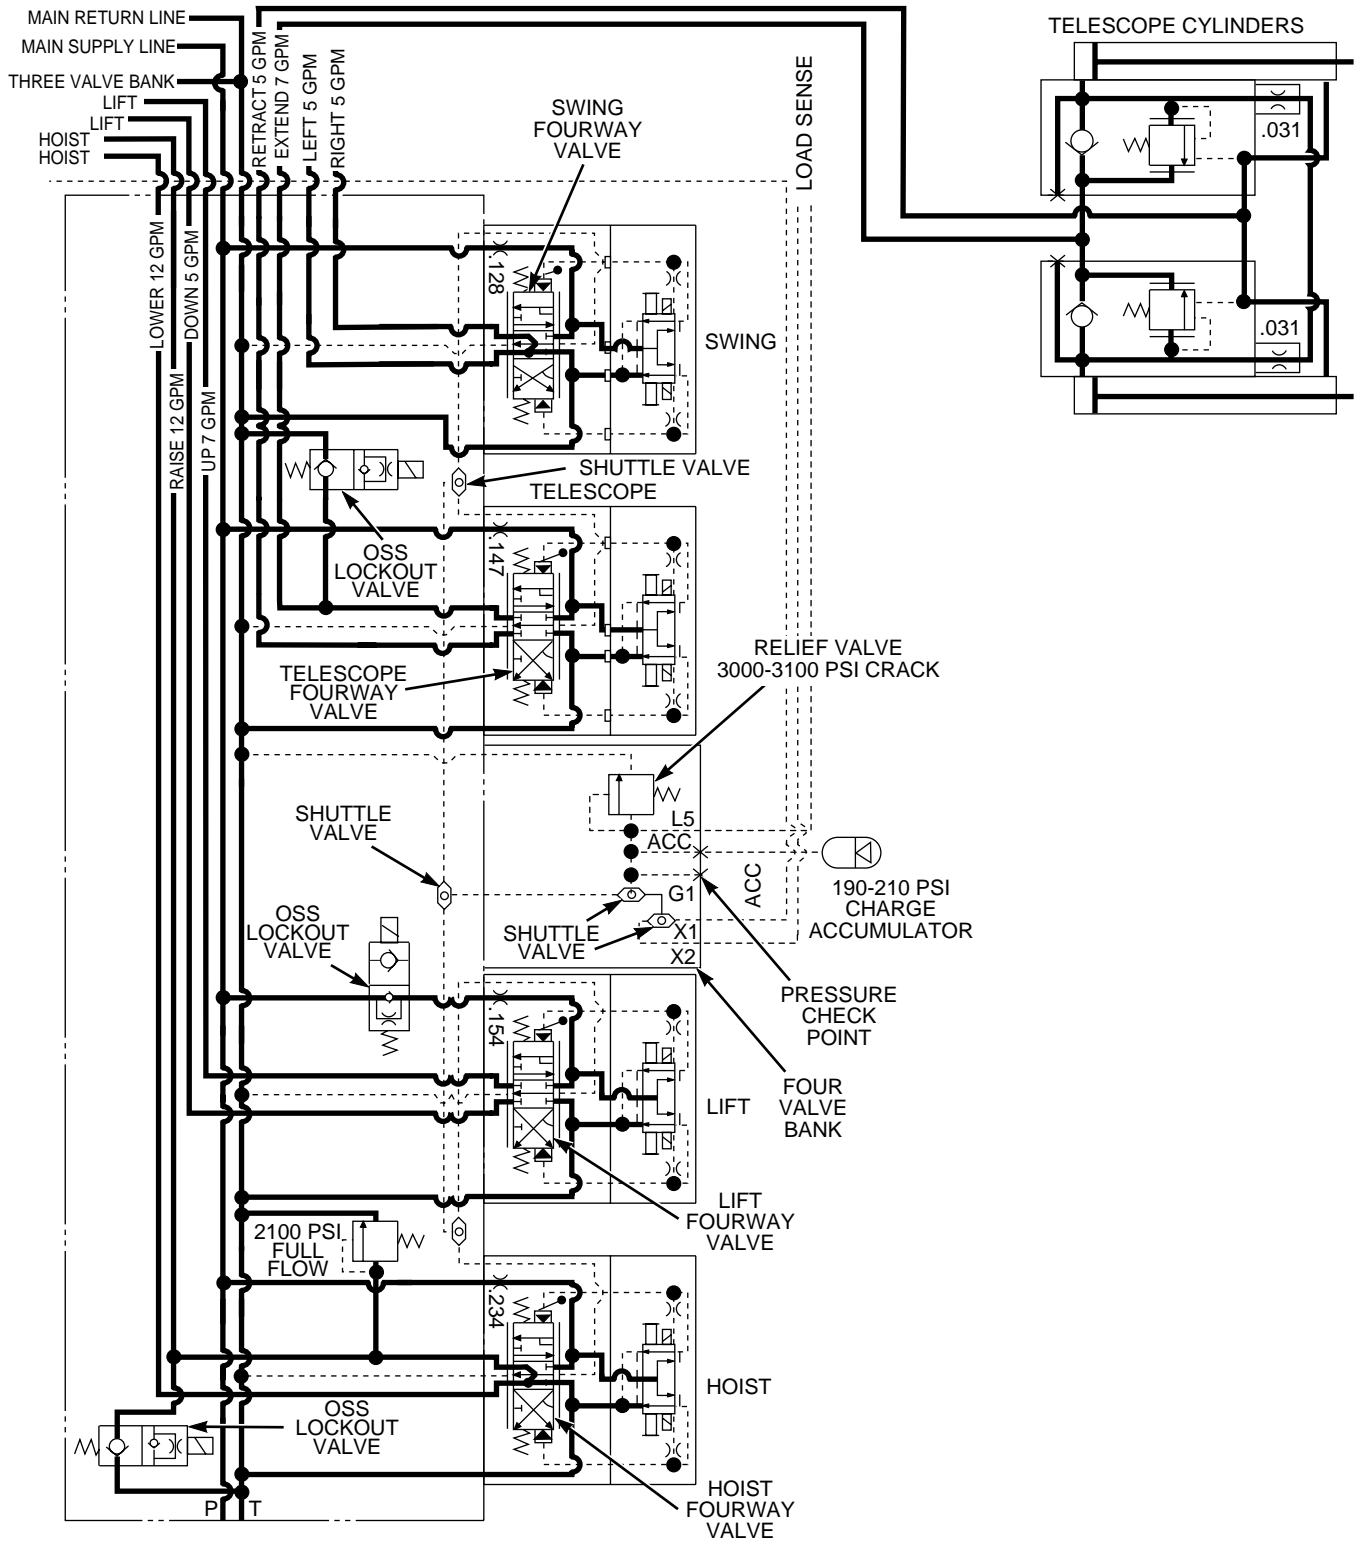 MAIN RETURN LINE
MAIN SUPPLY LINE
THREE VALVE BANK
LIFT
LIFT
HOIST
HOIST
RETRACT 5 GPM
EXTEND 7 GPM
LEFT 5 GPM
RIGHT 5 GPM
LOWER 12 GPM
RAISE 12 GPM
DOWN 5 GPM
UP 7 GPM
SWING
FOURWAY
VALVE
LOAD SENSE
TELESCOPE CYLINDERS
.031
.031
.128
SWING
SHUTTLE VALVE
TELESCOPE
OSS
LOCKOUT
VALVE
.147
TELESCOPE
FOURWAY
VALVE
RELIEF VALVE
3000-3100 PSI CRACK
SHUTTLE
VALVE
L5
ACC
G1
ACC
190-210 PSI
CHARGE
ACCUMULATOR
SHUTTLE
VALVE
X1
X2
OSS
LOCKOUT
VALVE
PRESSURE
CHECK
POINT
.154
LIFT
FOUR
VALVE
BANK
LIFT
FOURWAY
VALVE
2100 PSI
FULL
FLOW
.234
HOIST
OSS
LOCKOUT
VALVE
HOIST
FOURWAY
VALVE
P
T